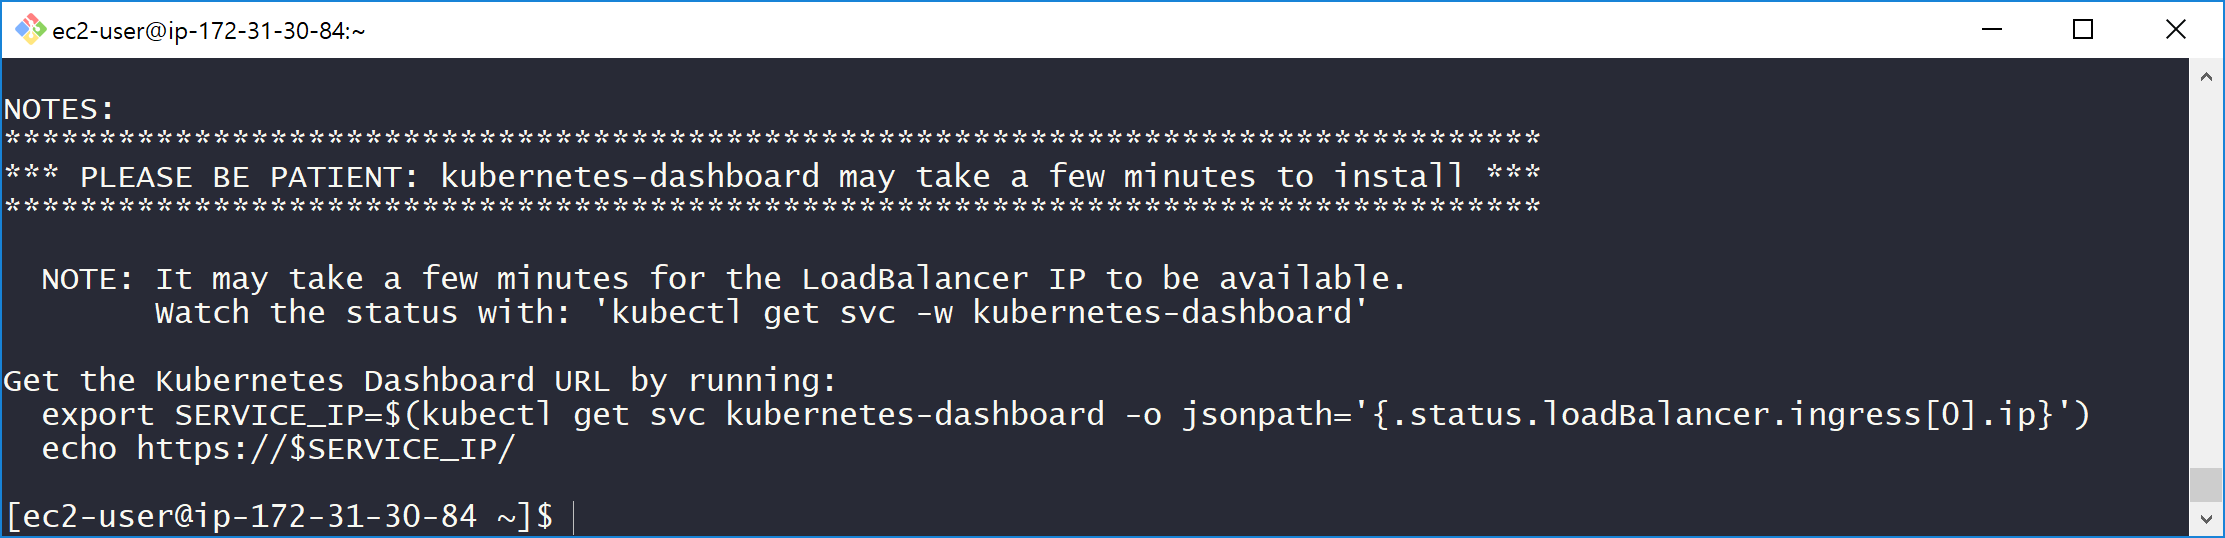 ec2-user@ip-172-31-30-84:~
NOTES:
*********************************************************************************
*** PLEASE BE PATIENT: kubernetes-dashboard may take a few minutes to install ***
*********************************************************************************
NOTE: It may take a few minutes for the LoadBalancer IP to be available.
Watch the status with: 'kubectl get svc -w kubernetes-dashboard'
Get the Kubernetes Dashboard URL by running:
export SERVICE_IP=$(kubectl get svc kubernetes-dashboard -o jsonpath='{.status.loadBalancer.ingress[0].ip}')
echo https://$SERVICE_IP/
[ec2-user@ip-172-31-30-84 ~]$